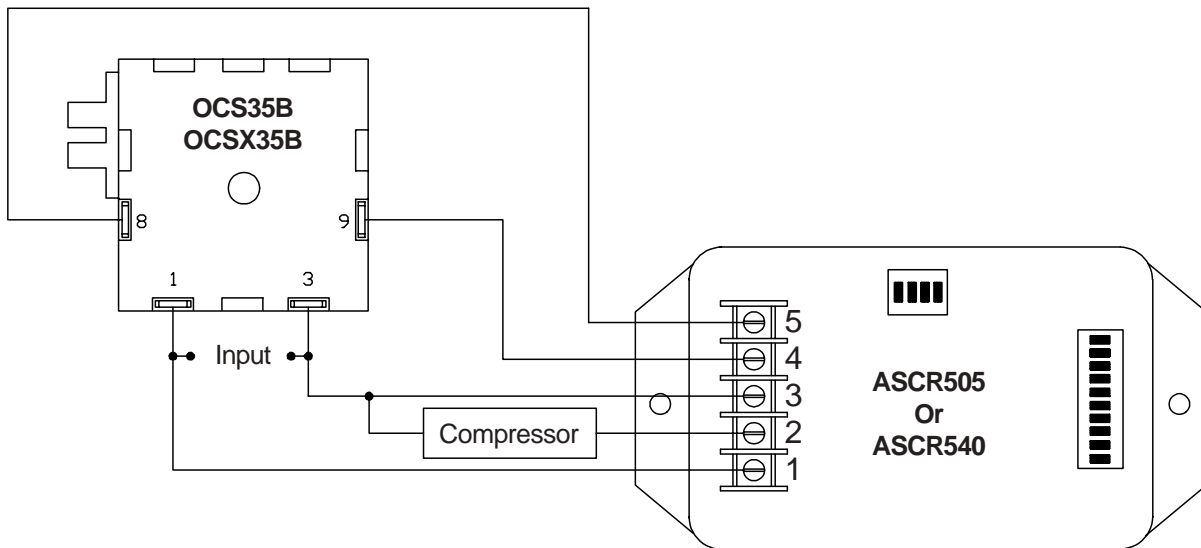 OCS35B
OCSX35B
8
9
1
3
Input
5
4
3
2
1
Compressor
ASCR505
Or
ASCR540